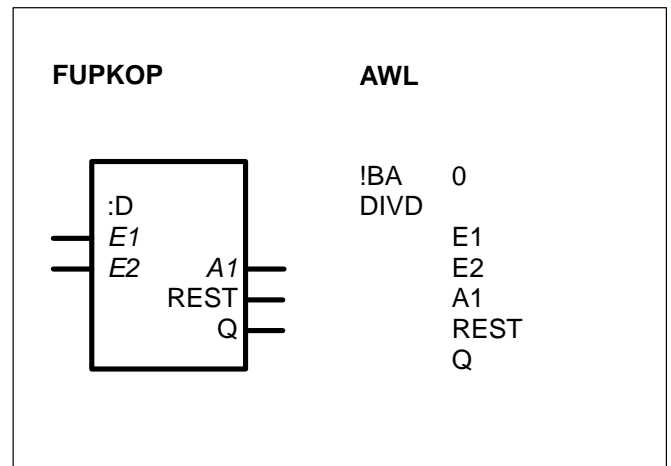 FUPKOP AWL
:D
E1
E2 A1
REST
Q
!BA 0
DIVD
E1
E2
A1
REST
Q